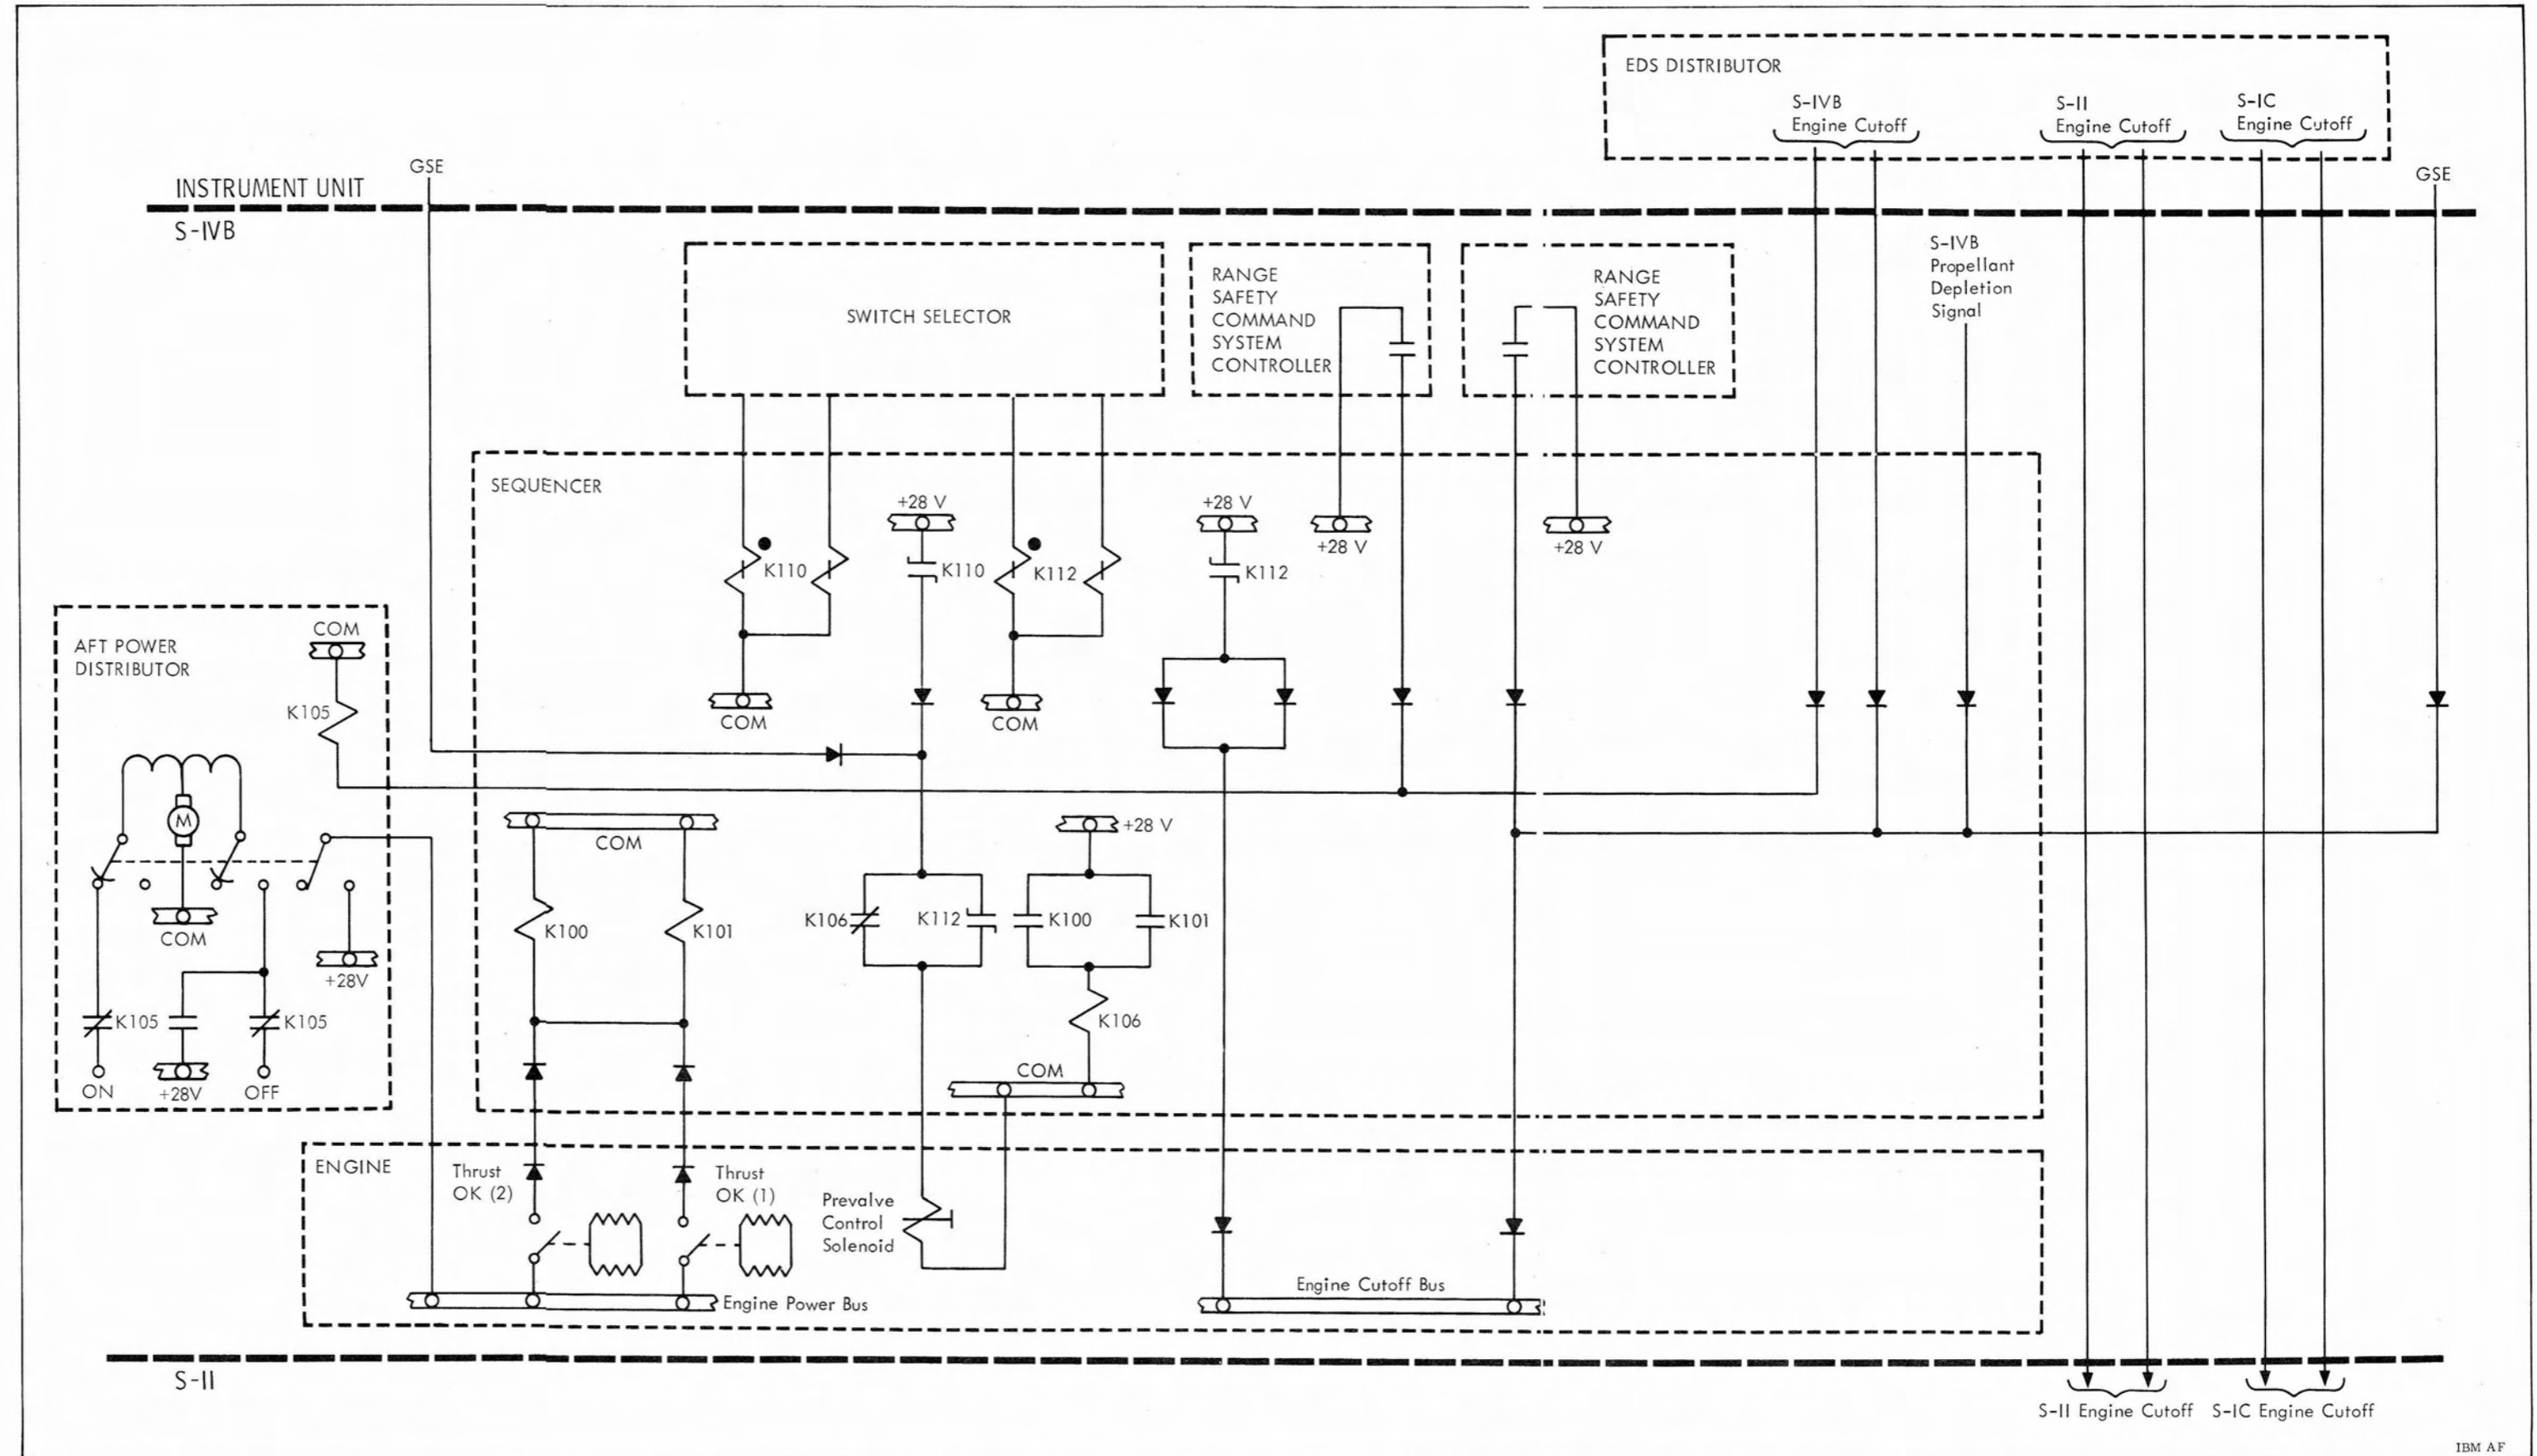 EDS DISTRIBUTOR
S-IVB
Engine Cutoff
S-II
Engine Cutoff
S-IC
Engine Cutoff
GSE
GSE
INSTRUMENT UNIT
S-IVB
SWITCH SELECTOR
RANGE
SAFETY
COMMAND
SYSTEM
CONTROLLER
RANGE
SAFETY
COMMAND
SYSTEM
CONTROLLER
S-IVB
Propellant
Depletion
Signal
SEQUENCER
+28 V
+28 V
+28 V
+28 V
K110
K110
K112
K112
COM
COM
AFT POWER
DISTRIBUTOR
COM
K105
M
COM
+28V
K105
K105
ON
+28V
OFF
COM
+28 V
K100
K101
K106
K112
K100
K101
K106
COM
ENGINE
Thrust
OK (2)
Thrust
OK (1)
Prevalve
Control
Solenoid
Engine Power Bus
Engine Cutoff Bus
S-II
S-II Engine Cutoff
S-IC Engine Cutoff
IBM AF